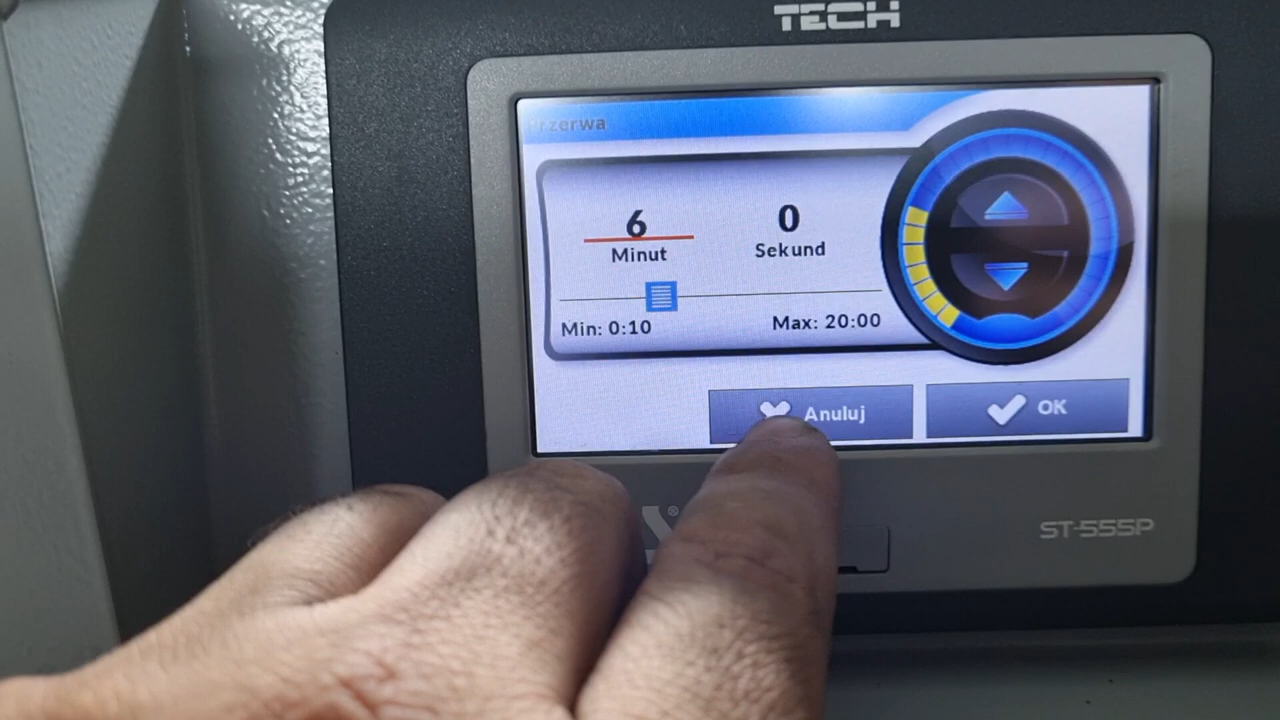 TECH
Przerwa
6 0
Minut Sekund
Min: 0:10 Max: 20:00
Anuluj OK
ST-555P